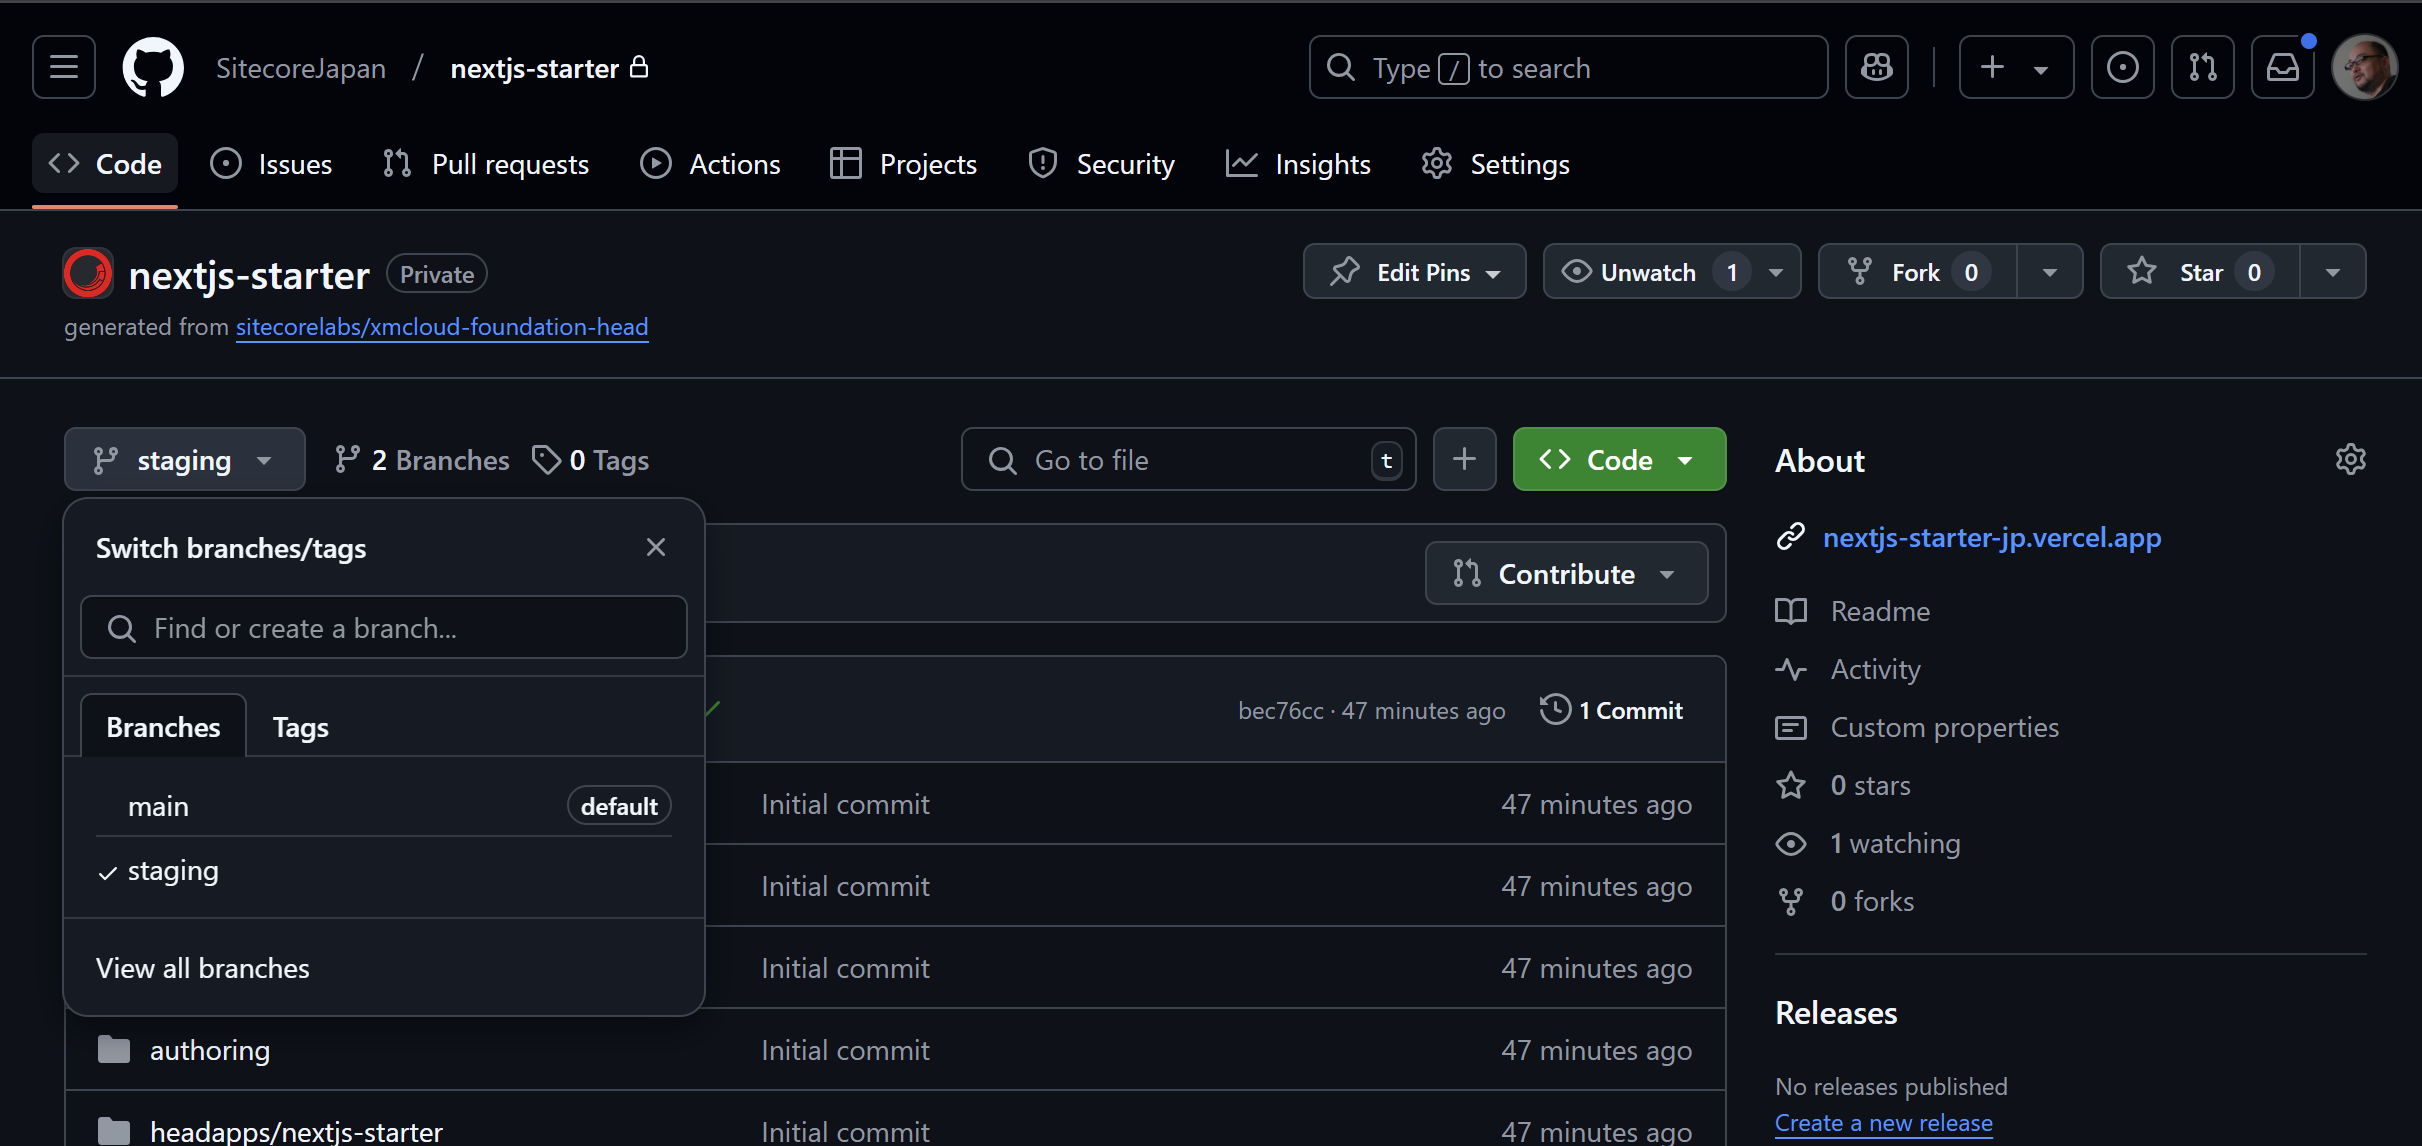 SitecoreJapan / nextjs-starter
Type / to search
Code Issues Pull requests Actions Projects Security Insights Settings
nextjs-starter Private
Edit Pins Unwatch 1 Fork 0 Star 0
generated from sitecorelabs/xmcloud-foundation-head
staging 2 Branches 0 Tags
Go to file t
Code
Switch branches/tags
Find or create a branch...
Branches Tags
main default
staging
View all branches
Contribute
bec76cc · 47 minutes ago 1 Commit
Initial commit 47 minutes ago
Initial commit 47 minutes ago
Initial commit 47 minutes ago
authoring Initial commit 47 minutes ago
headapps/nextjs-starter Initial commit 47 minutes ago
About
nextjs-starter-jp.vercel.app
Readme
Activity
Custom properties
0 stars
1 watching
0 forks
Releases
No releases published
Create a new release